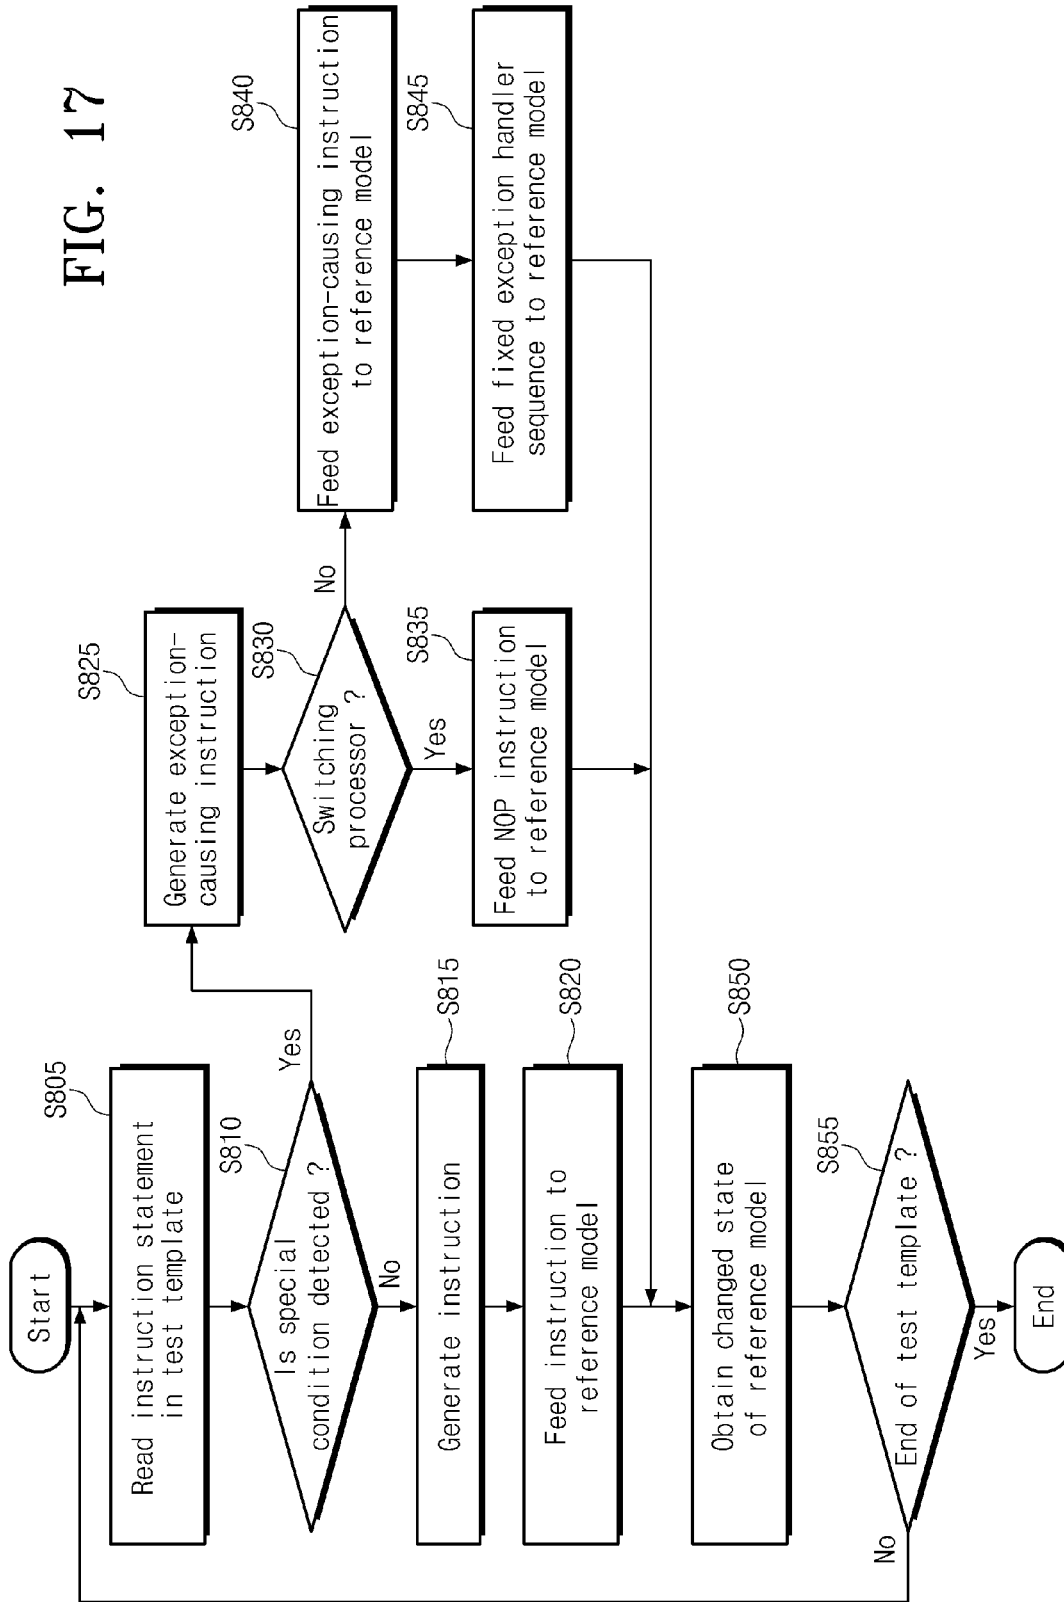 FIG. 17
Start
S805
Read instruction statement
in test template
S810
Is special
condition detected ?
Yes
No
S815
Generate instruction
S820
Feed instruction to
reference model
S825
Generate exception-
causing instruction
S830
Switching
processor ?
No
Yes
S835
Feed NOP instruction
to reference model
S840
Feed exception-causing instruction
to reference model
S845
Feed fixed exception handler
sequence to reference model
S850
Obtain changed state
of reference model
S855
End of test template ?
No
Yes
End